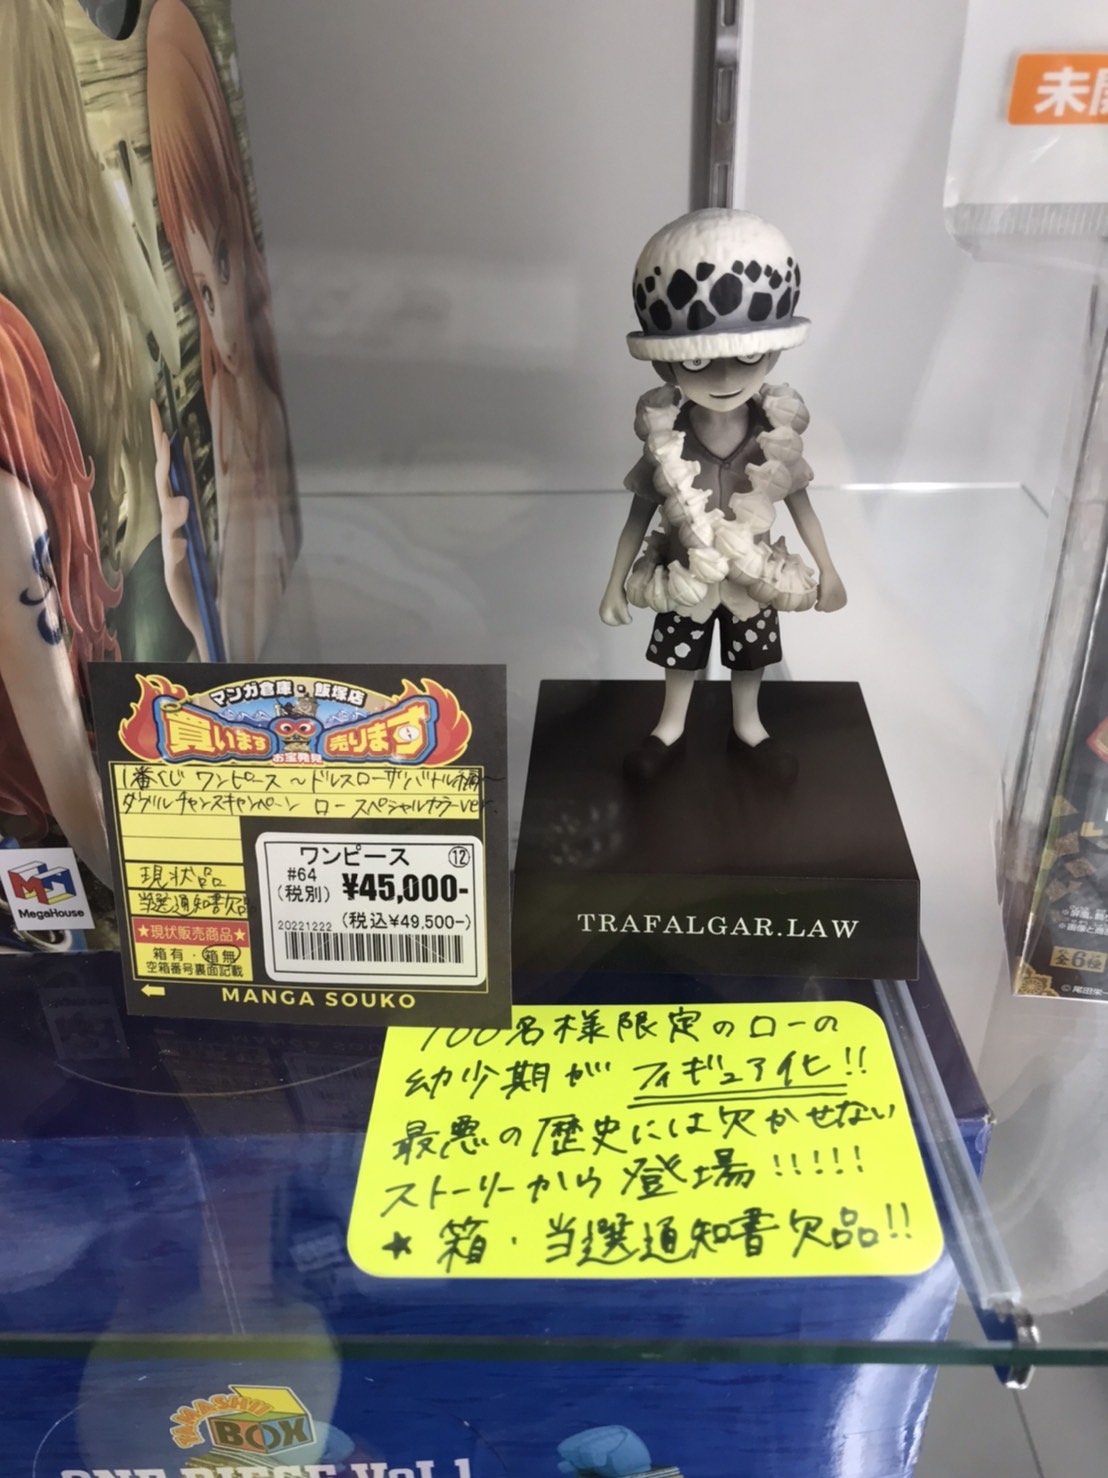 未開
マンガ倉庫・飯塚店
買います 売ります
お宝発見
1番くじ ワンピース ～ドレスローザバトル編～
ダブルチャンスキャンペーン ロー スペシャルカラーver.
現状品
当選通知書欠品
★現状販売商品★
箱有・箱無
空箱番号裏面記載
MANGA SOUKO
ワンピース ⑫
#64
(税別) ¥45,000-
20221222 (税込¥49,500-)
MegaHouse
TRAFALGAR.LAW
全6種
100名様限定のローの
幼少期が フィギュア化!!
最悪の歴史には欠かせない
ストーリーから 登場!!!!!
★ 箱・当選通知書欠品!!
TAMASHII
BOX
ONE PIECE Vol.1